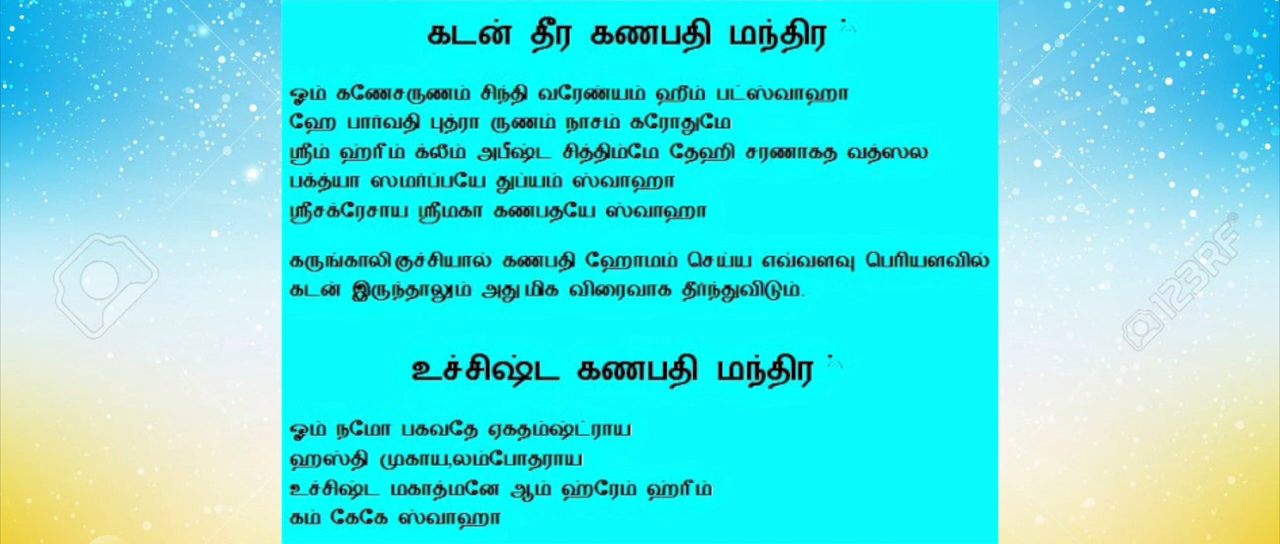 கடன் தீர கணபதி மந்திர
ஓம் கணேசருணம் சிந்தி வரேண்யம் ஹீம் பட்ஸ்வாஹா
ஹே பார்வதி புத்ரா ருணம் நாசம் கரோதுமே
ஸ்ரீம் ஹ்ரீம் க்லீம் அபீஷ்ட சித்திம்மே தேஹி சரணாகத வத்ஸல
பக்த்யா ஸமர்ப்பயே துப்யம் ஸ்வாஹா
ஸ்ரீசக்ரேசாய ஸ்ரீமகா கணபதயே ஸ்வாஹா
கருங்காலிகுச்சியால் கணபதி ஹோமம் செய்ய எவ்வளவு பெரியளவில்
கடன் இருந்தாலும் அது மிக விரைவாக தீர்ந்துவிடும்.
உச்சிஷ்ட கணபதி மந்திர
ஓம் நமோ பகவதே ஏகதம்ஷ்ட்ராய
ஹஸ்தி முகாய,லம்போதராய
உச்சிஷ்ட மகாத்மனே ஆம் ஹ்ரேம் ஹ்ரீம்
கம் கேகே ஸ்வாஹா
123RF